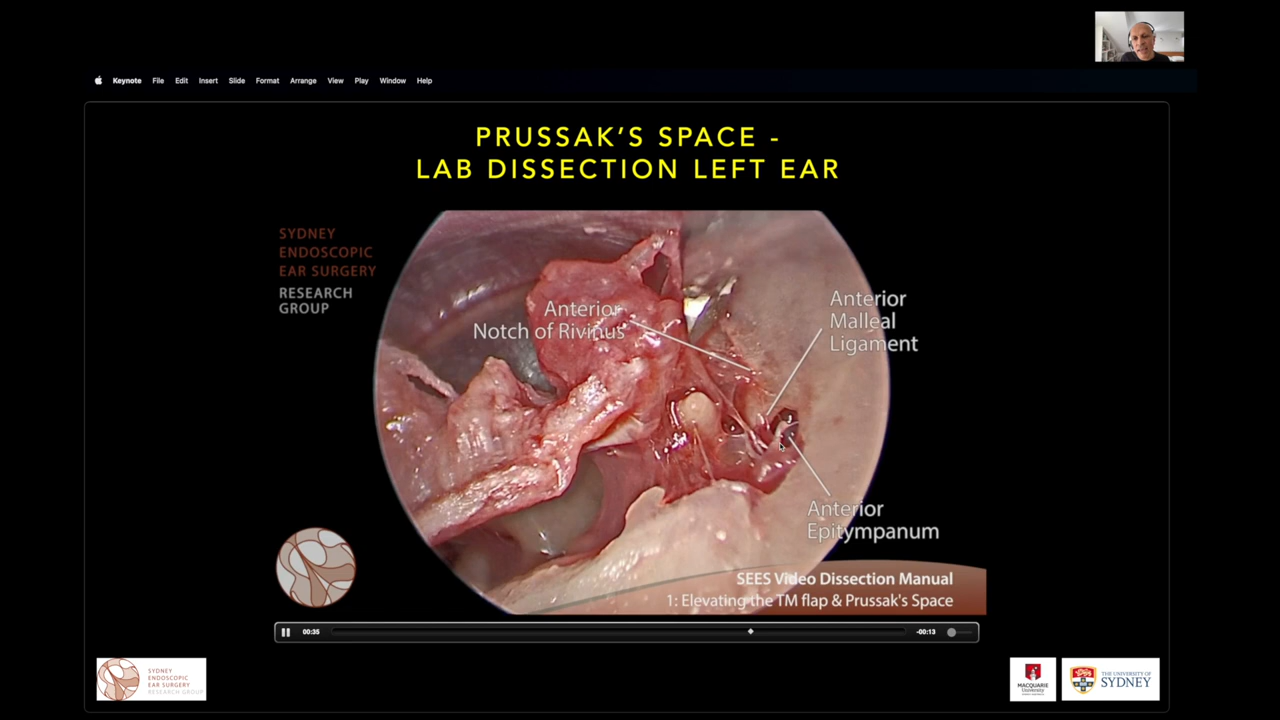 Keynote File Edit Insert Slide Format Arrange View Play Window Help
PRUSSAK'S SPACE -
LAB DISSECTION LEFT EAR
SYDNEY
ENDOSCOPIC
EAR SURGERY
RESEARCH
GROUP
Anterior
Notch of Rivinus
Anterior
Malleal
Ligament
Anterior
Epitympanum
SEES Video Dissection Manual
1: Elevating the TM flap & Prussak's Space
00:35
-00:13
SYDNEY
ENDOSCOPIC
EAR SURGERY
RESEARCH GROUP
MACQUARIE
University
THE UNIVERSITY OF
SYDNEY